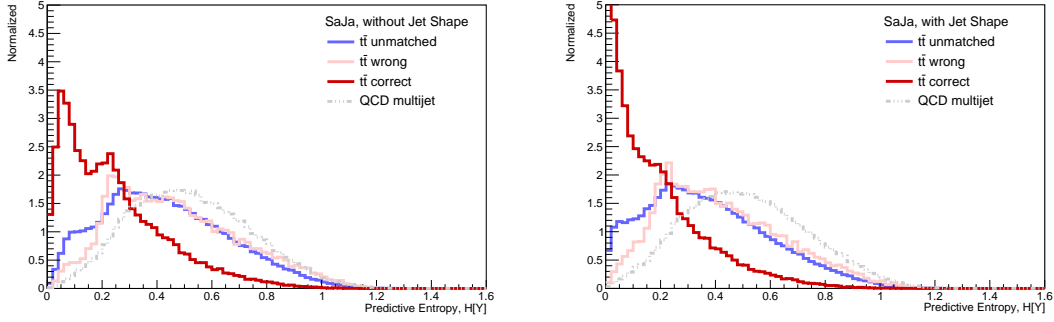 Normalized
5
4.5
4
3.5
3
2.5
2
1.5
1
0.5
0
SaJa, without Jet Shape
tt̄ unmatched
tt̄ wrong
tt̄ correct
QCD multijet
0 0.2 0.4 0.6 0.8 1 1.2 1.4 1.6
Predictive Entropy, H[Y]
Normalized
5
4.5
4
3.5
3
2.5
2
1.5
1
0.5
0
SaJa, with Jet Shape
tt̄ unmatched
tt̄ wrong
tt̄ correct
QCD multijet
0 0.2 0.4 0.6 0.8 1 1.2 1.4 1.6
Predictive Entropy, H[Y]